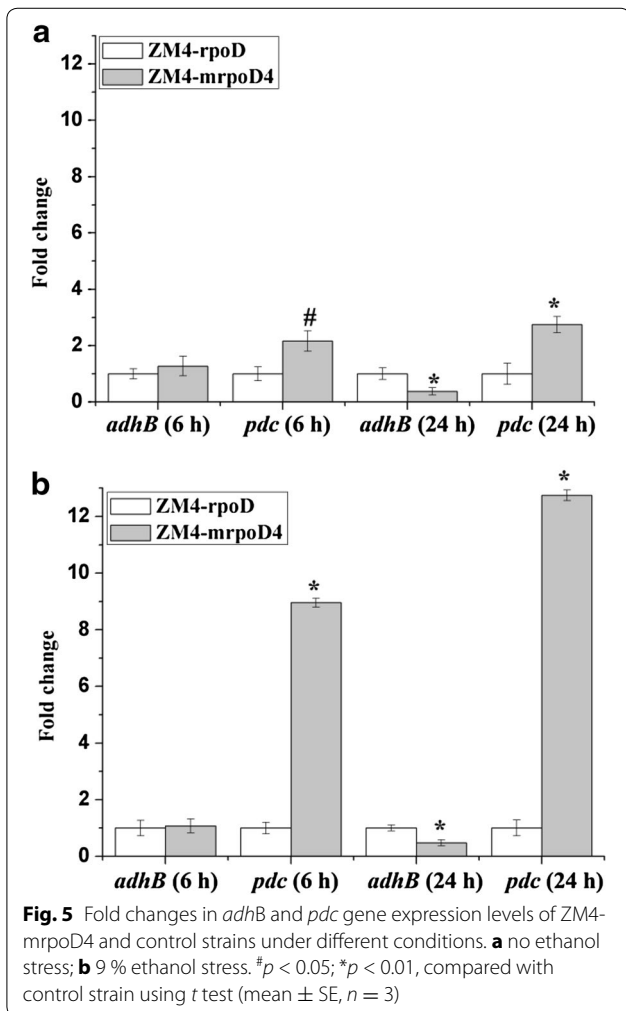 a
ZM4-rpoD
ZM4-mrpoD4
12
10
8
6
4
2
0
Fold change
#
*
*
adhB (6 h) pdc (6 h) adhB (24 h) pdc (24 h)
b
ZM4-rpoD
ZM4-mrpoD4
12
10
8
6
4
2
0
Fold change
*
*
*
adhB (6 h) pdc (6 h) adhB (24 h) pdc (24 h)
Fig. 5 Fold changes in adhB and pdc gene expression levels of ZM4-
mrpoD4 and control strains under different conditions. a no ethanol
stress; b 9 % ethanol stress. #p < 0.05; *p < 0.01, compared with
control strain using t test (mean ± SE, n = 3)